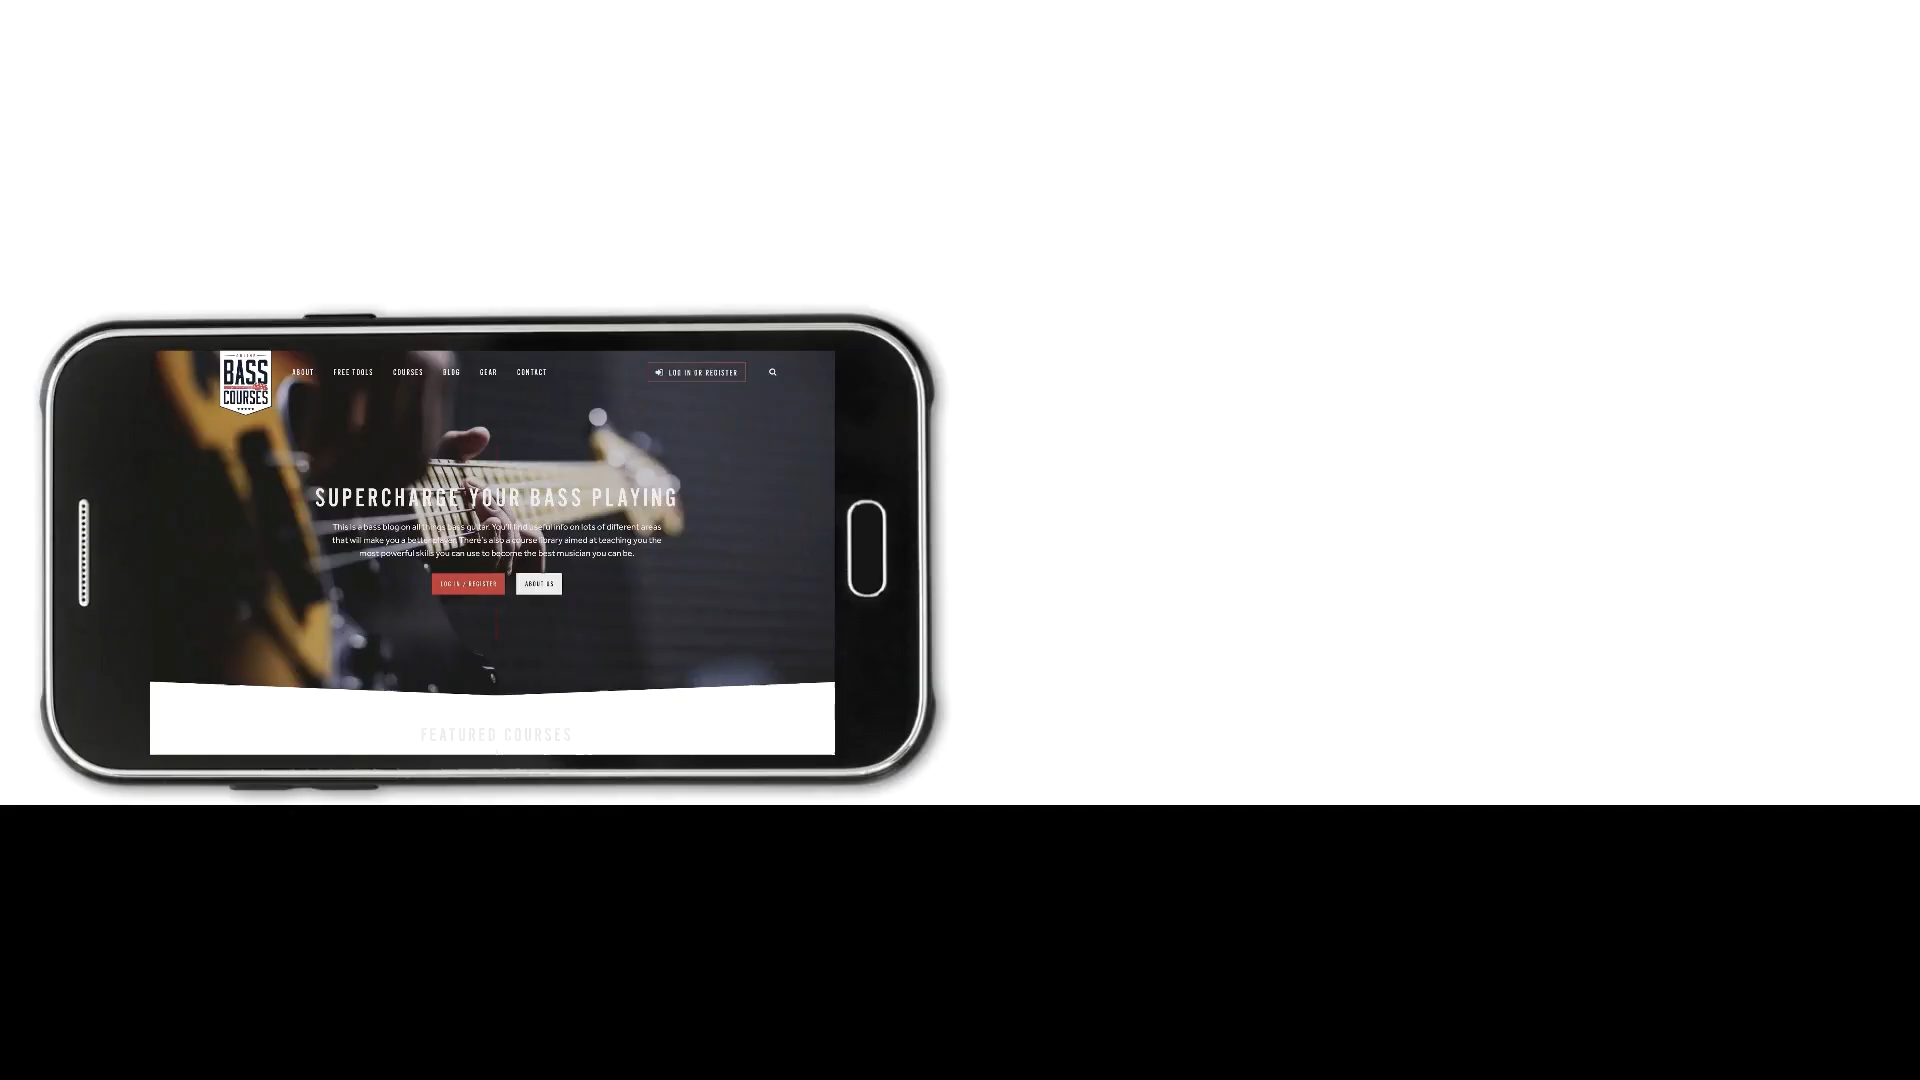 ONLINE
BASS
COURSES
ABOUT FREE TOOLS COURSES BLOG GEAR CONTACT
LOG IN OR REGISTER
SUPERCHARGE YOUR BASS PLAYING
This is a bass blog on all things bass guitar. You'll find useful info on lots of different areas
that will make you a better player. There's also a course library aimed at teaching you the
most powerful skills you can use to become the best musician you can be.
LOG IN / REGISTER ABOUT US
FEATURED COURSES